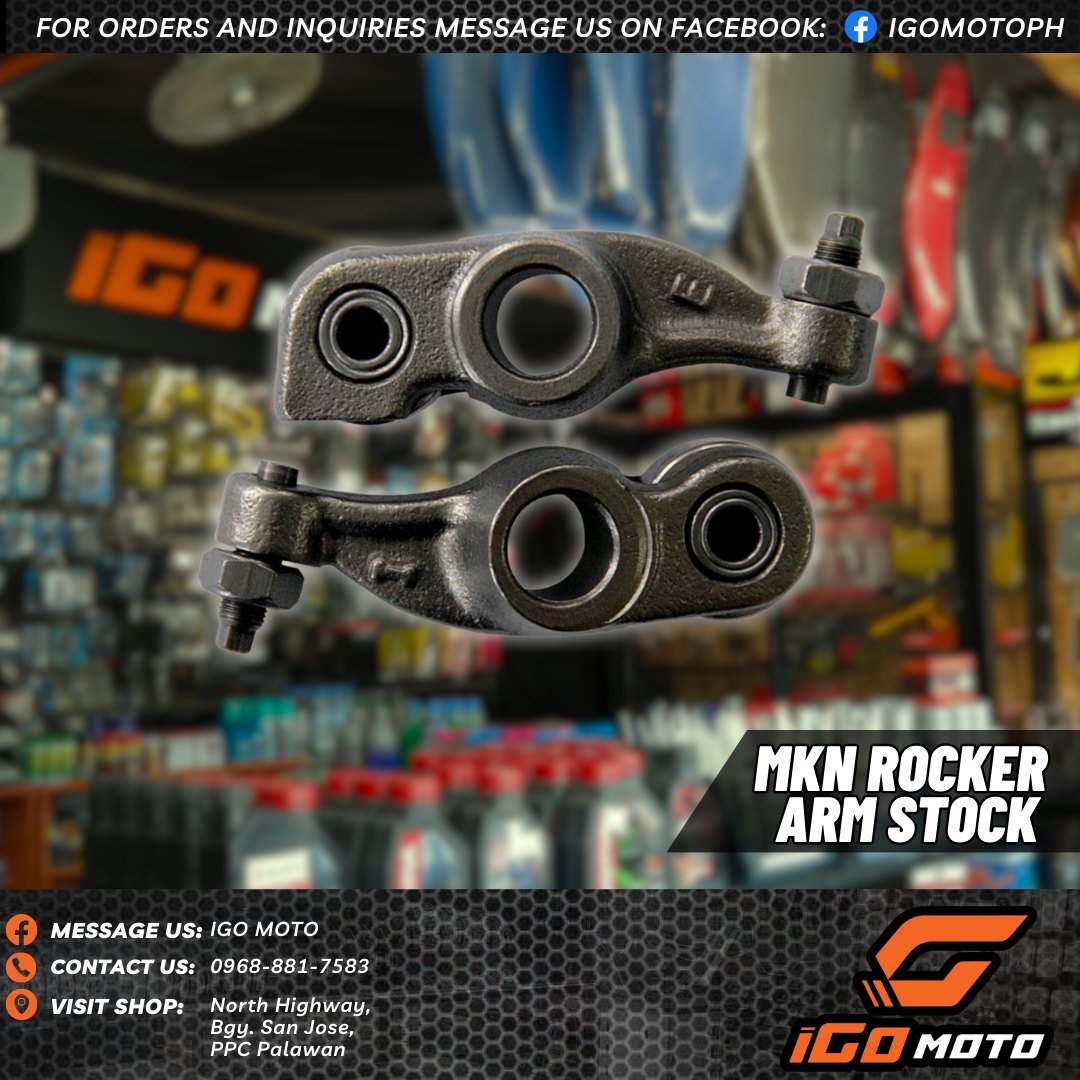 FOR ORDERS AND INQUIRIES MESSAGE US ON FACEBOOK: IGOMOTOPH
iGo M
E
I
MKN ROCKER
ARM STOCK
MESSAGE US: IGO MOTO
CONTACT US: 0968-881-7583
VISIT SHOP: North Highway,
Bgy. San Jose,
PPC Palawan
iGO MOTO